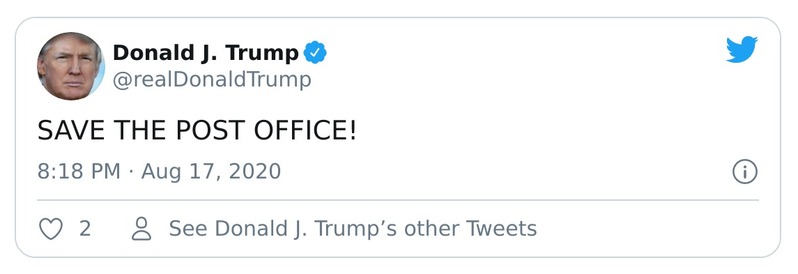 Donald J. Trump
@realDonaldTrump
SAVE THE POST OFFICE!
8:18 PM · Aug 17, 2020
2 See Donald J. Trump’s other Tweets